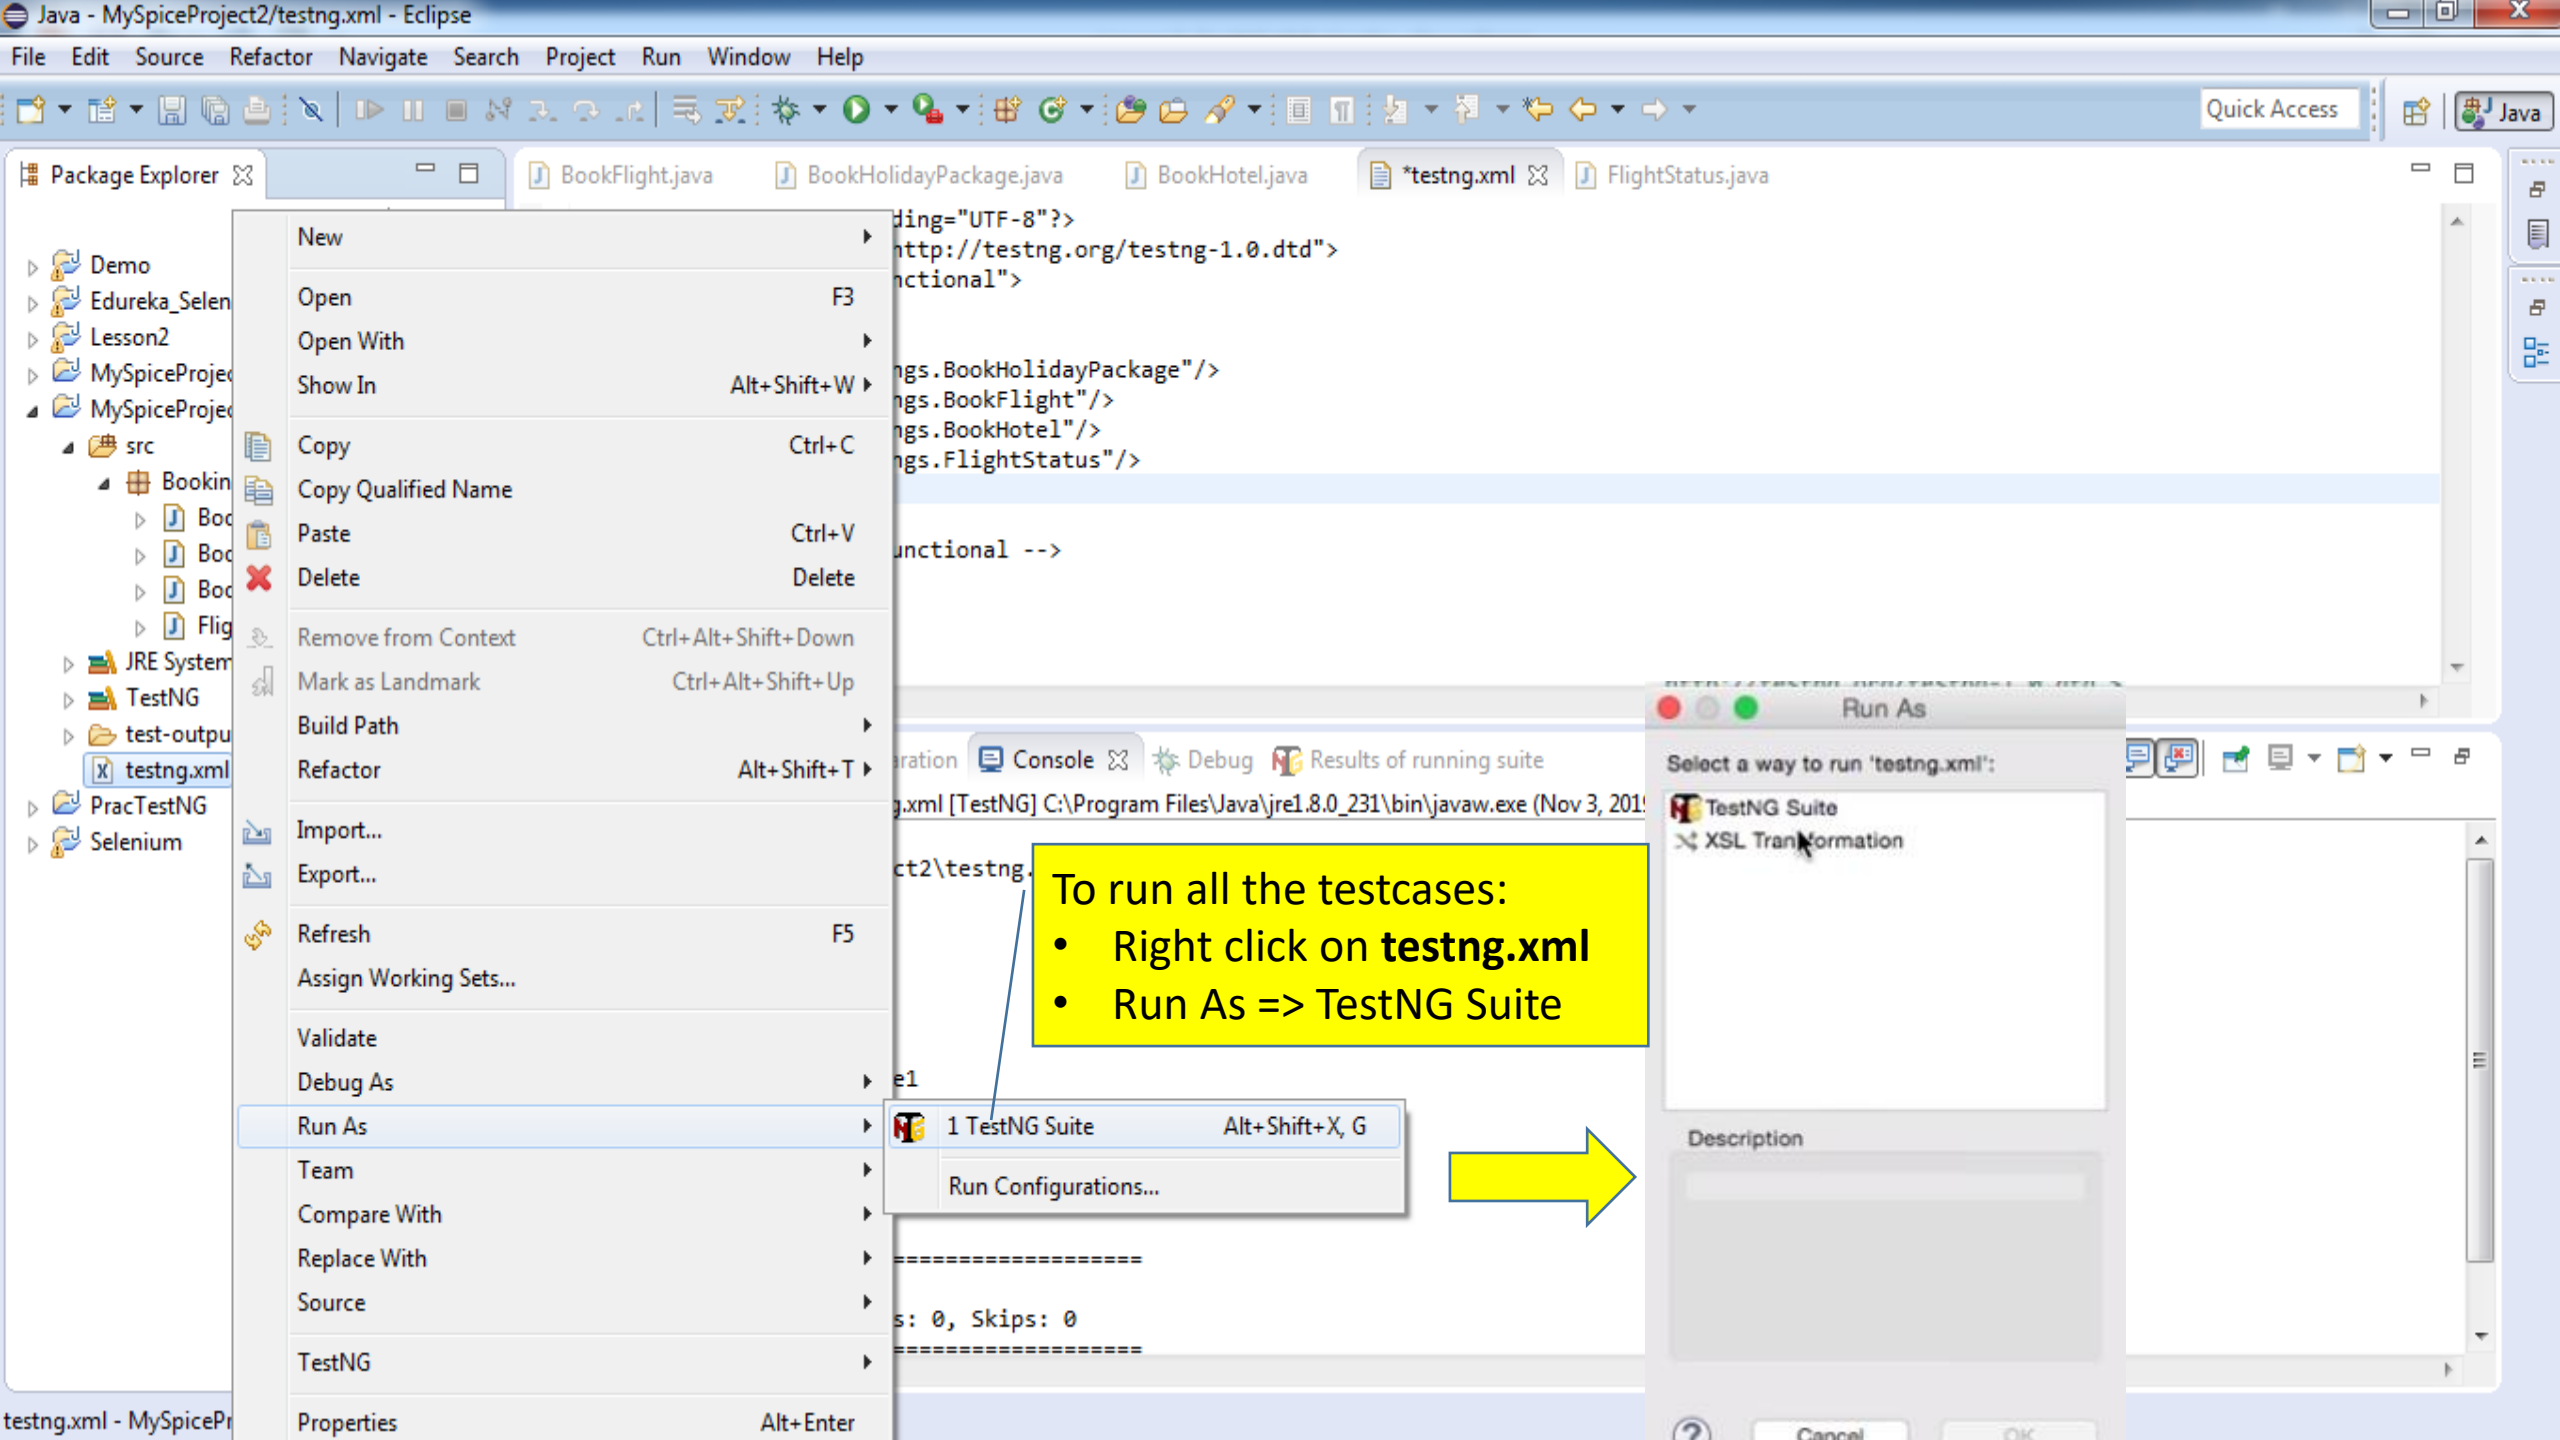 Java - MySpiceProject2/testng.xml - Eclipse
File Edit Source Refactor Navigate Search Project Run Window Help
Quick Access
Java
Package Explorer
BookFlight.java
BookHolidayPackage.java
BookHotel.java
*testng.xml
FlightStatus.java
Demo
Edureka_Selen
Lesson2
MySpiceProjec
MySpiceProjec
src
Bookin
Boo
Boo
Boo
Flig
JRE System
TestNG
test-outpu
testng.xml
PracTestNG
Selenium
New
Open F3
Open With
Show In Alt+Shift+W
Copy Ctrl+C
Copy Qualified Name
Paste Ctrl+V
Delete Delete
Remove from Context Ctrl+Alt+Shift+Down
Mark as Landmark Ctrl+Alt+Shift+Up
Build Path
Refactor Alt+Shift+T
Import...
Export...
Refresh F5
Assign Working Sets...
Validate
Debug As
Run As
Team
Compare With
Replace With
Source
TestNG
Properties Alt+Enter
1 TestNG Suite Alt+Shift+X, G
Run Configurations...
ding="UTF-8"?>
http://testng.org/testng-1.0.dtd">
nctional">
ngs.BookHolidayPackage"/>
ngs.BookFlight"/>
ngs.BookHotel"/>
ngs.FlightStatus"/>
unctional -->
aration
Console
Debug
Results of running suite
g.xml [TestNG] C:\Program Files\Java\jre1.8.0_231\bin\javaw.exe (Nov 3, 201
ct2\testng.
e1
===================
s: 0, Skips: 0
===================
To run all the testcases:
• Right click on testng.xml
• Run As => TestNG Suite
Run As
Select a way to run 'testng.xml':
TestNG Suite
XSL Transformation
Description
Cancel
OK
testng.xml - MySpicePr